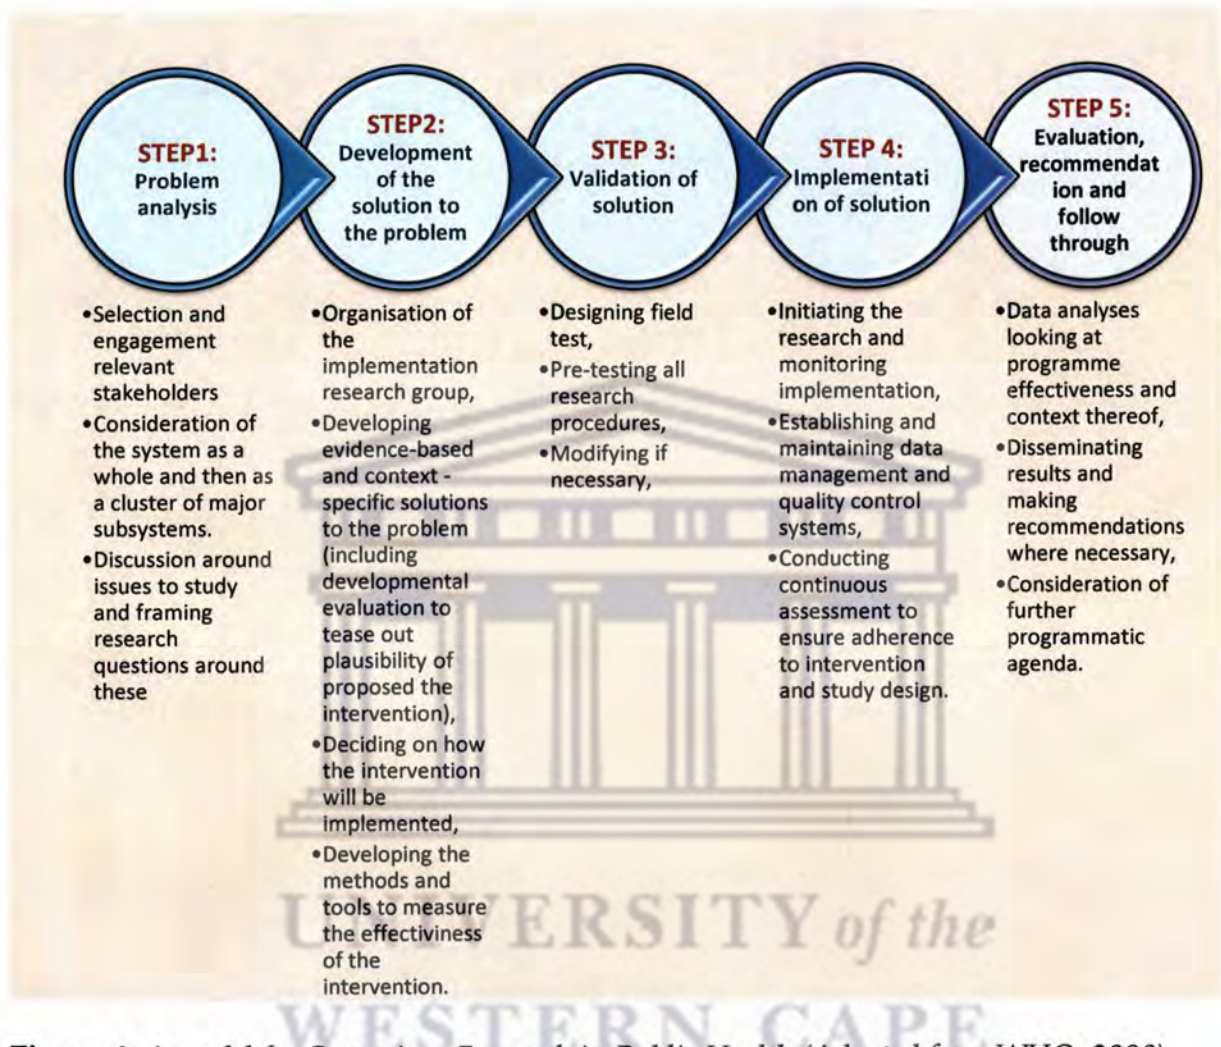 STEP1:
Problem
analysis
STEP2:
Development
of the
solution to
the problem
STEP 3:
Validation of
solution
STEP 4:
Implementati
on of solution
STEP 5:
Evaluation,
recommendat
ion and
follow
through
•Selection and
engagement
relevant
stakeholders
•Consideration of
the system as a
whole and then as
a cluster of major
subsystems.
•Discussion around
issues to study
and framing
research
questions around
these
•Organisation of
the
implementation
research group,
•Developing
evidence-based
and context -
specific solutions
to the problem
(including
developmental
evaluation to
tease out
plausibility of
proposed the
intervention),
•Deciding on how
the intervention
will be
implemented,
•Developing the
methods and
tools to measure
the effectiviness
of the
intervention.
•Designing field
test,
•Pre-testing all
research
procedures,
•Modifying if
necessary,
•Initiating the
research and
monitoring
implementation,
•Establishing and
maintaining data
management and
quality control
systems,
•Conducting
continuous
assessment to
ensure adherence
to intervention
and study design.
•Data analyses
looking at
programme
effectiveness and
context thereof,
•Disseminating
results and
making
recommendations
where necessary,
•Consideration of
further
programmatic
agenda.
UNIVERSITY of the
WESTERN CAPE